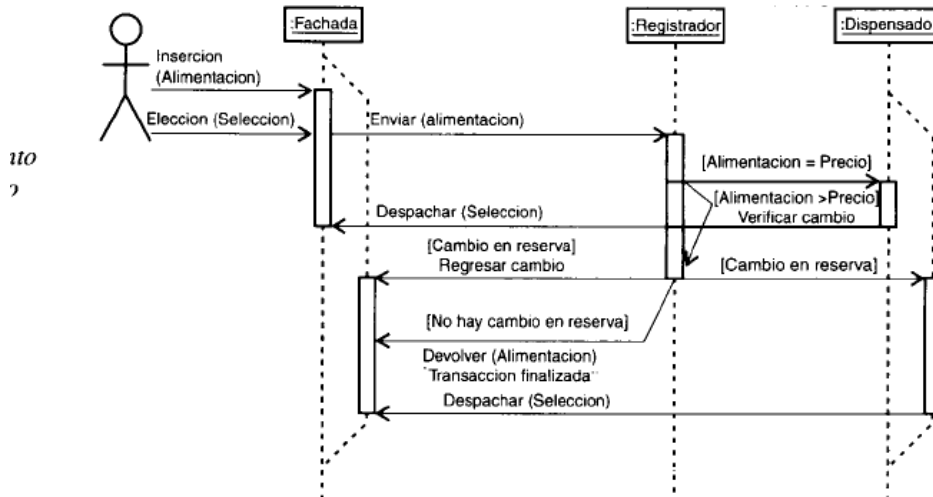 :Fachada
:Registrador
:Dispensado
Insercion
(Alimentacion)
Eleccion (Seleccion)
Enviar (alimentacion)
[Alimentacion = Precio]
[Alimentacion >Precio]
Verificar cambio
Despachar (Seleccion)
[Cambio en reserva]
Regresar cambio
[Cambio en reserva]
[No hay cambio en reserva]
Devolver (Alimentacion)
"Transaccion finalizada"
Despachar (Seleccion)